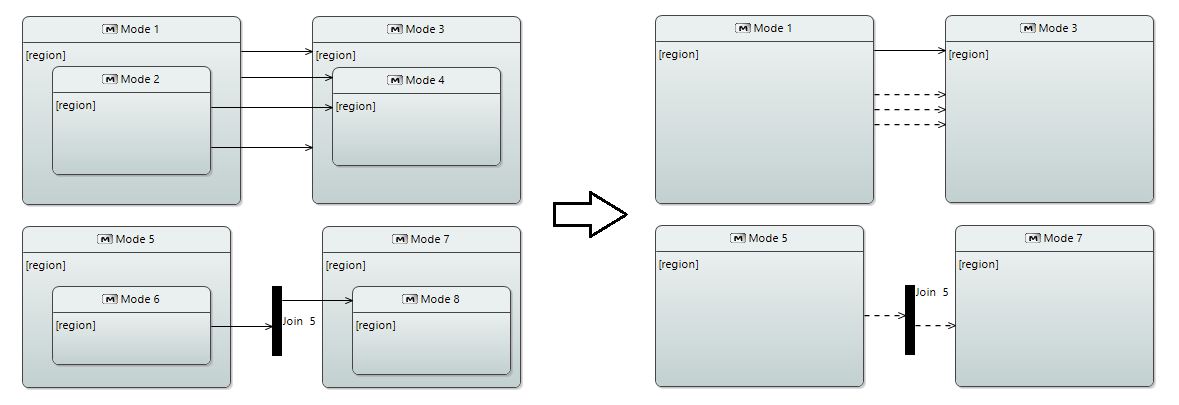 M Mode 1
[region]
M Mode 2
[region]
M Mode 3
[region]
M Mode 4
[region]
M Mode 5
[region]
M Mode 6
[region]
Join 5
M Mode 7
[region]
M Mode 8
[region]
M Mode 1
[region]
M Mode 3
[region]
M Mode 5
[region]
Join 5
M Mode 7
[region]